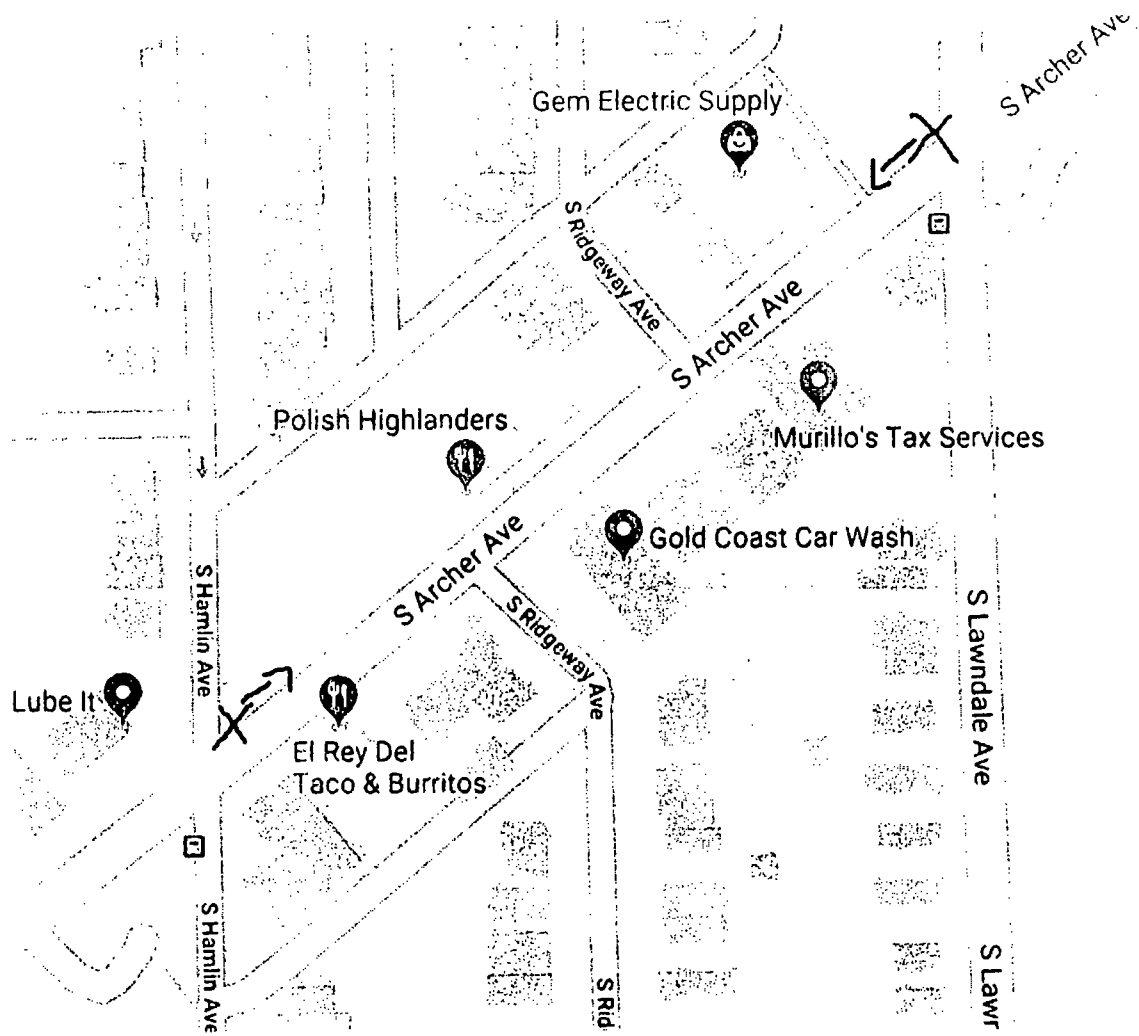 S Archer Ave
Gem Electric Supply
S Ridgeway Ave
S Archer Ave
Polish Highlanders
Murillo's Tax Services
S Archer Ave
Gold Coast Car Wash
S Hamlin Ave
S Ridgeway Ave
S Lawndale Ave
Lube It
El Rey Del
Taco & Burritos
S Hamlin Ave
S Rid
S Lawr